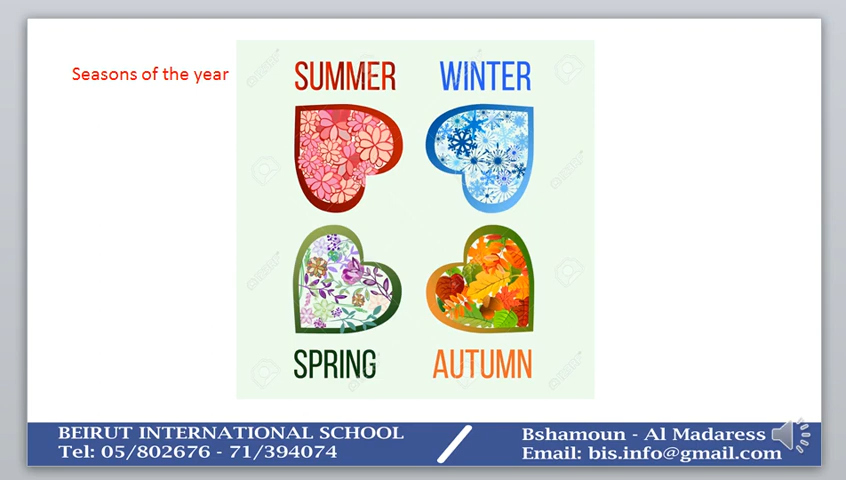 Seasons of the year
SUMMER
WINTER
SPRING
AUTUMN
BEIRUT INTERNATIONAL SCHOOL
Tel: 05/802676 - 71/394074
Bshamoun - Al Madaress
Email: bis.info@gmail.com